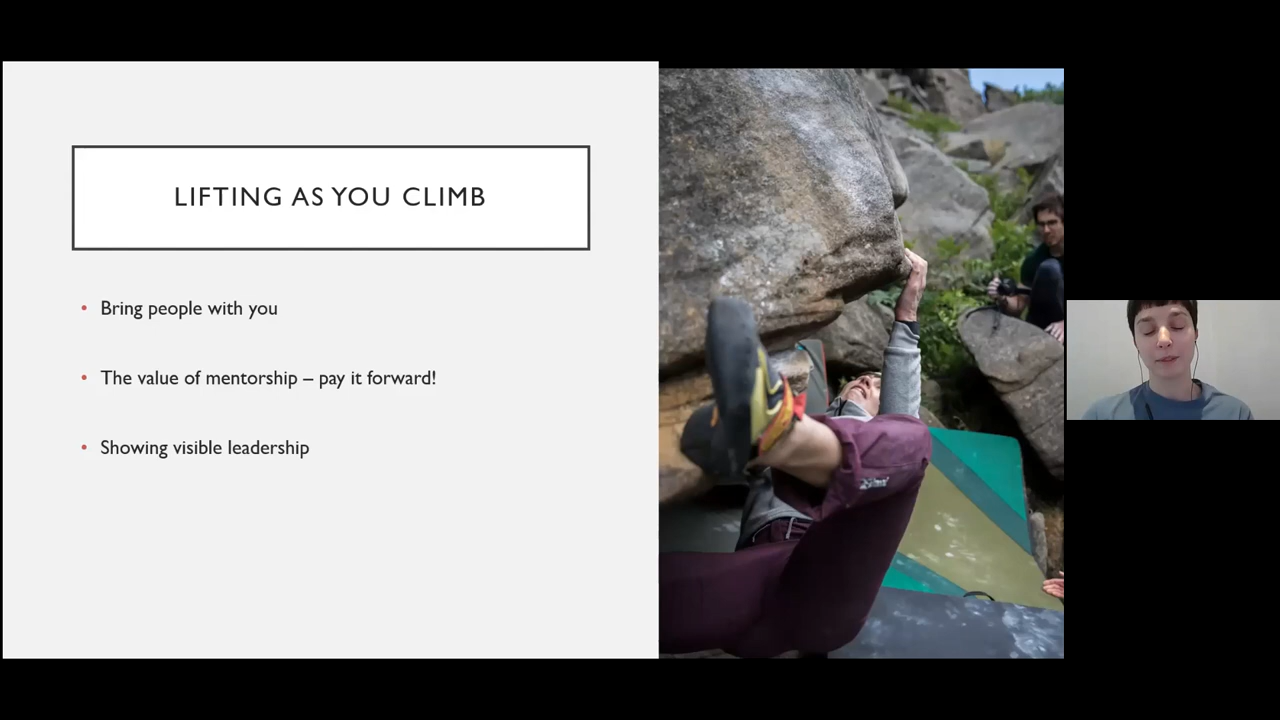 LIFTING AS YOU CLIMB
• Bring people with you
• The value of mentorship – pay it forward!
• Showing visible leadership